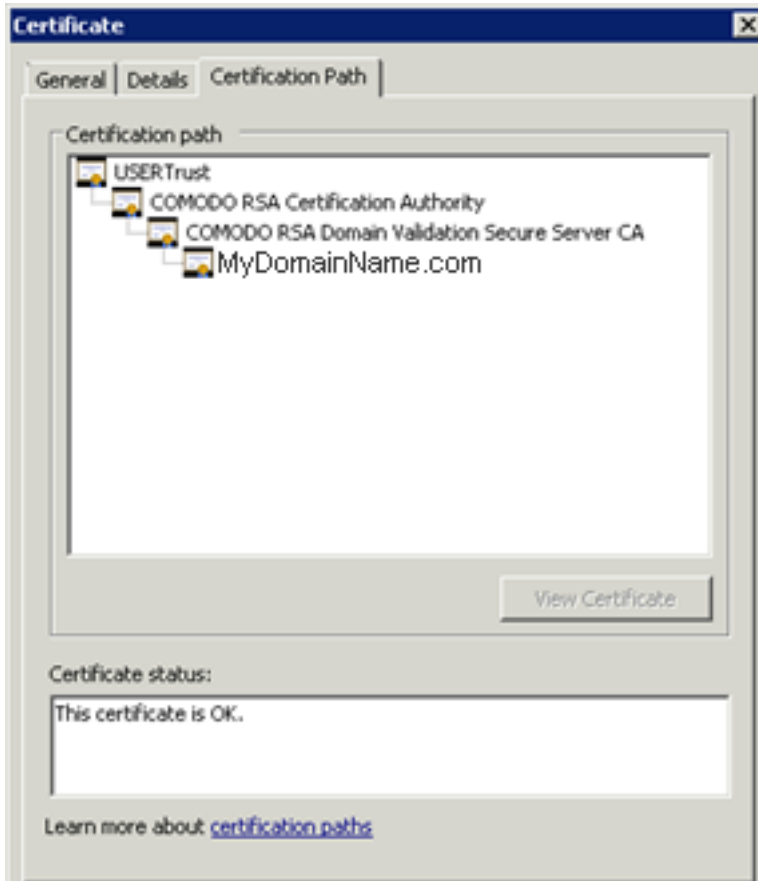 Certificate
General
Details
Certification Path
Certification path
USERTrust
COMODO RSA Certification Authority
COMODO RSA Domain Validation Secure Server CA
MyDomainName.com
View Certificate
Certificate status:
This certificate is OK.
Learn more about certification paths